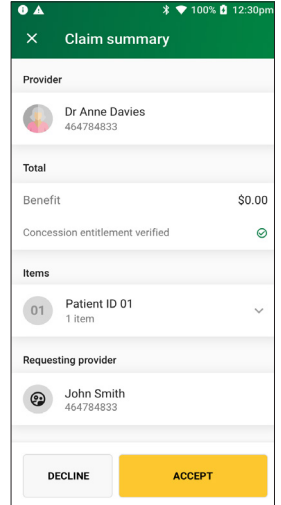 100% 12:30pm
Claim summary
Provider
Dr Anne Davies
464784833
Total
Benefit $0.00
Concession entitlement verified
Items
01 Patient ID 01
1 item
Requesting provider
John Smith
464784833
DECLINE ACCEPT